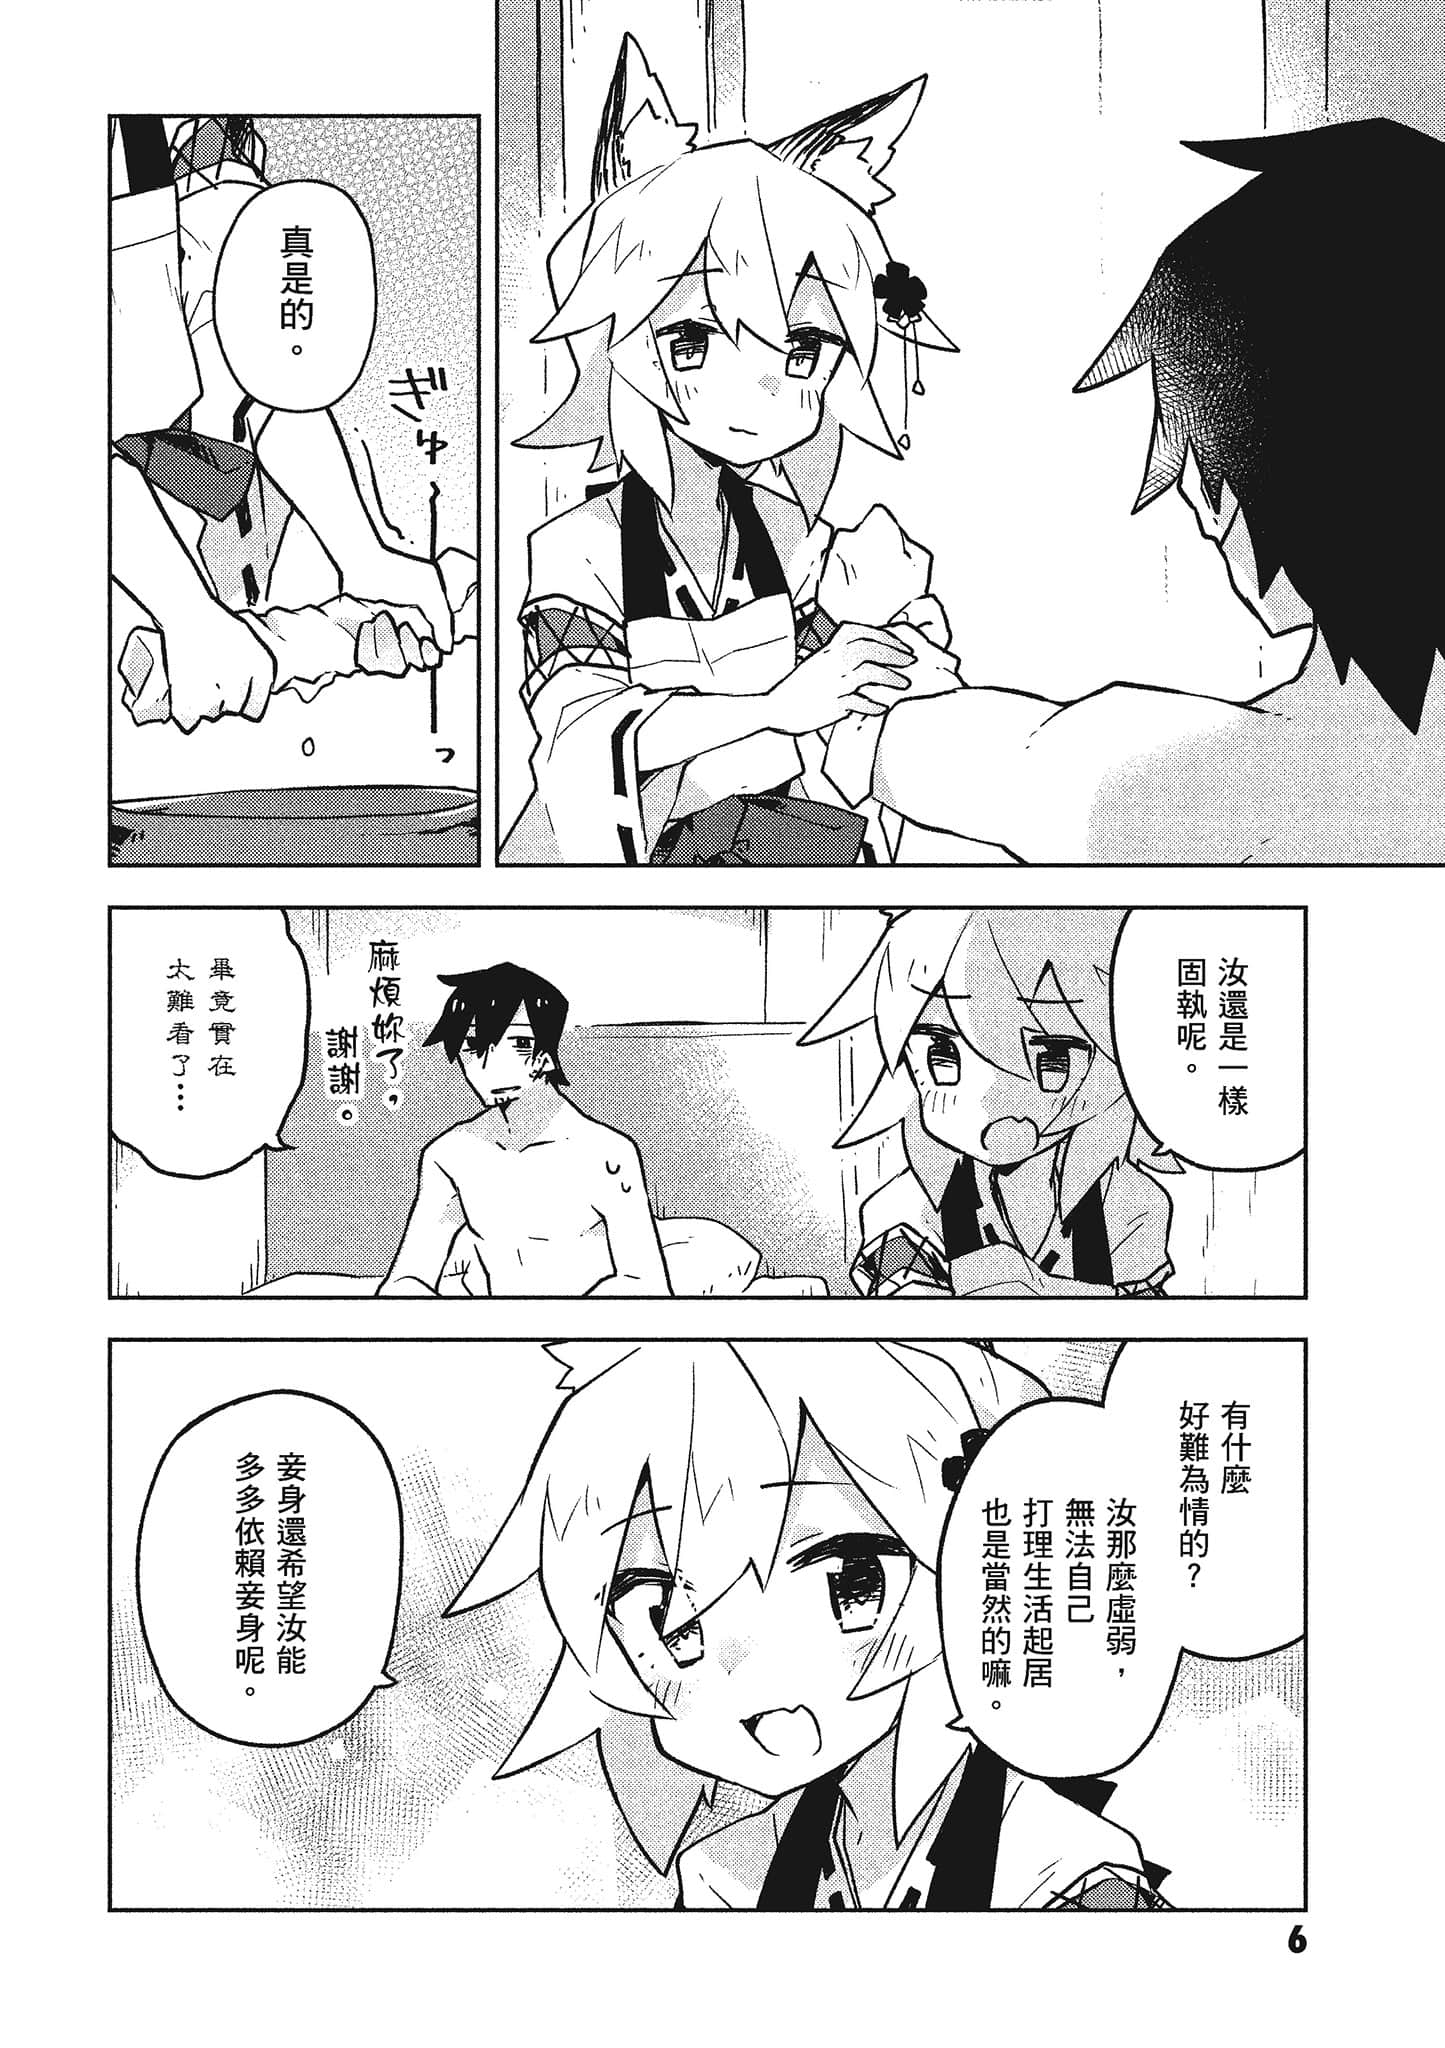 真是的。
ぎゅ～っ
汝還是一樣
固執呢。
麻煩妳了，
謝謝。
畢竟實在
太難看了…
有什麼
好難為情的？
汝那麼虛弱，
無法自己
打理生活起居
也是當然的嘛。
妾身還希望汝能
多多依賴妾身呢。
6